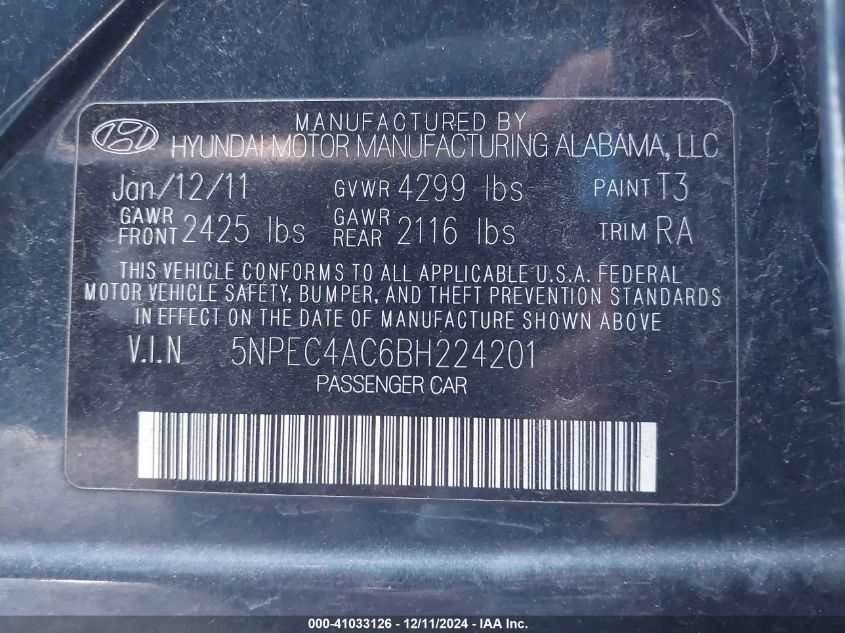 MANUFACTURED BY
HYUNDAI MOTOR MANUFACTURING ALABAMA, LLC
Jan/12/11 GVWR 4299 lbs PAINT T3
GAWR FRONT 2425 lbs GAWR REAR 2116 lbs TRIM RA
THIS VEHICLE CONFORMS TO ALL APPLICABLE U.S.A. FEDERAL
MOTOR VEHICLE SAFETY, BUMPER, AND THEFT PREVENTION STANDARDS
IN EFFECT ON THE DATE OF MANUFACTURE SHOWN ABOVE
V.I.N 5NPEC4AC6BH224201
PASSENGER CAR
000-41033126 - 12/11/2024 - IAA Inc.